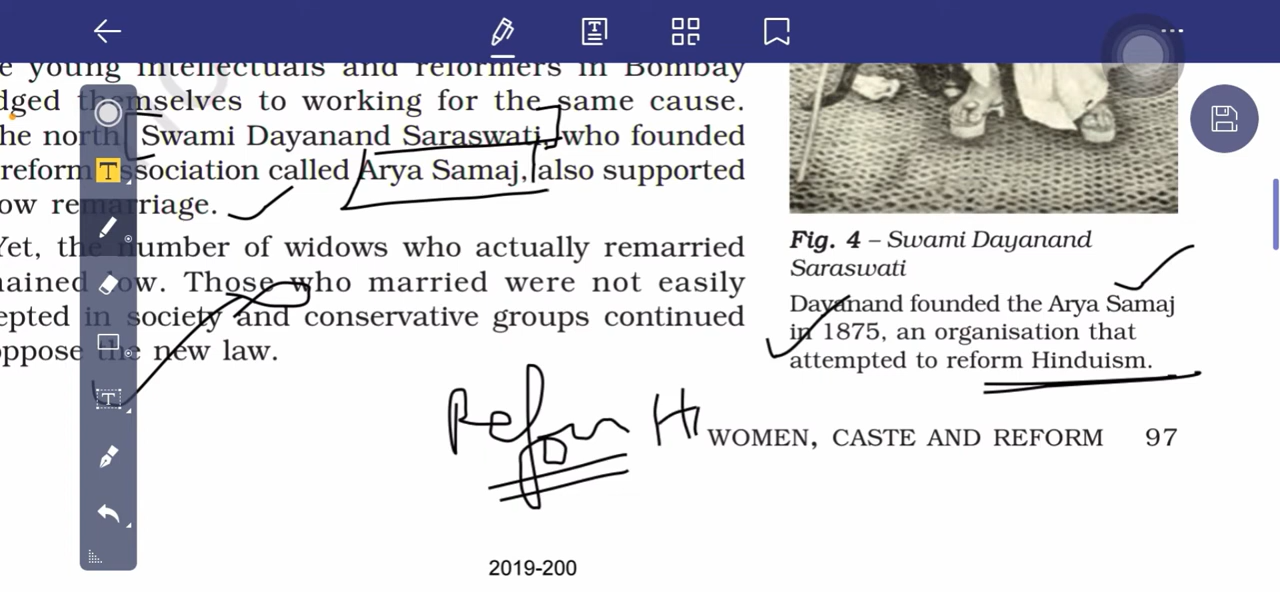 e young intellectuals and reformers in Bombay
dged themselves to working for the same cause.
he north, Swami Dayanand Saraswati, who founded
reform association called Arya Samaj, also supported
ow remarriage.
Yet, the number of widows who actually remarried
ained low. Those who married were not easily
epted in society and conservative groups continued
oppose the new law.
Fig. 4 – Swami Dayanand
Saraswati
Dayanand founded the Arya Samaj
in 1875, an organisation that
attempted to reform Hinduism.
Reform H
WOMEN, CASTE AND REFORM 97
2019-200